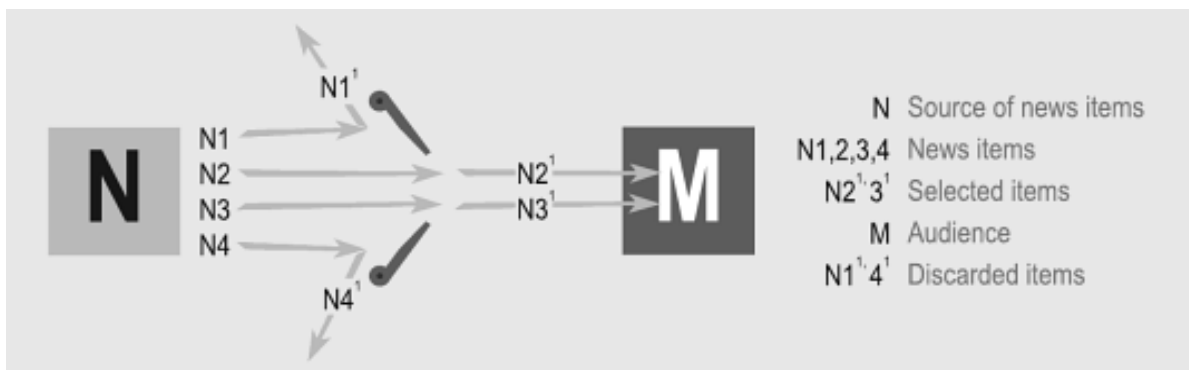 N1¹
N
N1
N2
N3
N4
N2¹
N3¹
M
N4¹
N Source of news items
N1,2,3,4 News items
N2¹,3¹ Selected items
M Audience
N1¹,4¹ Discarded items